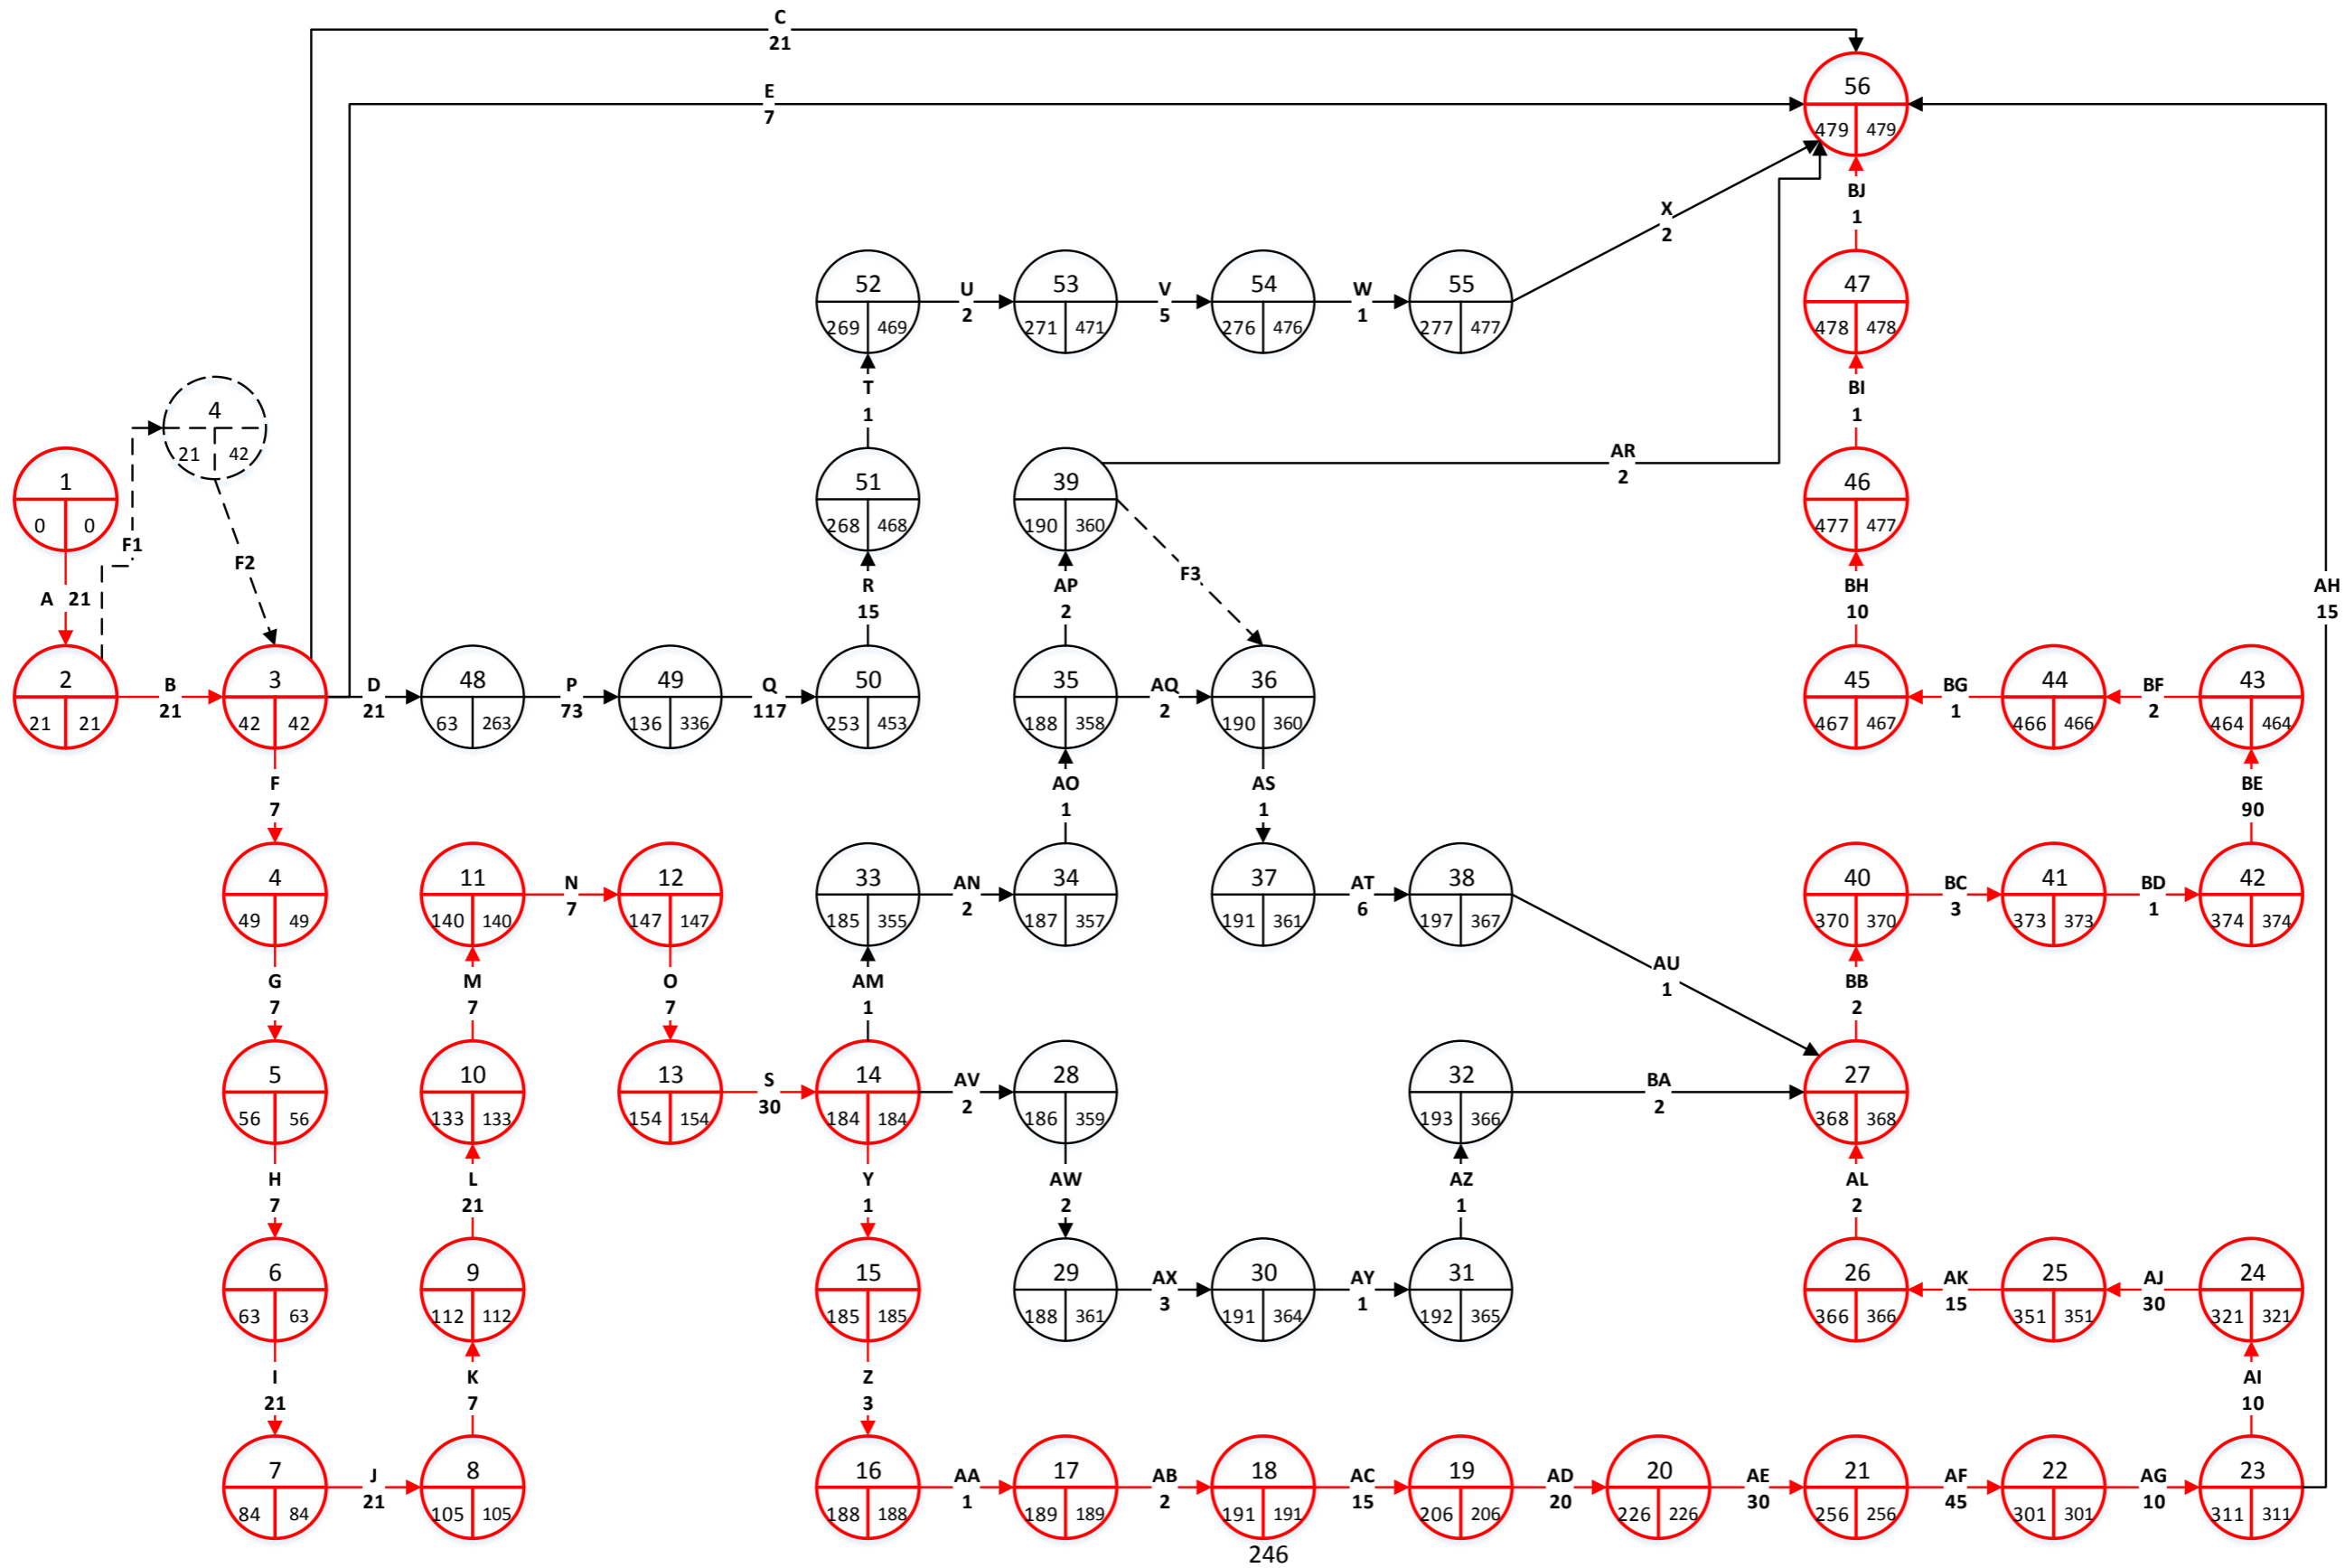 C
21
E
7
56
479 479
BJ
1
X
2
52
269 469
U
2
53
271 471
V
5
54
276 476
W
1
55
277 477
47
478 478
T
1
BI
1
4
21 42
1
0 0
F1
F2
51
268 468
39
190 360
AR
2
46
477 477
A 21
R
15
AP
2
F3
BH
10
AH
15
2
21 21
B
21
3
42 42
D
21
48
63 263
P
73
49
136 336
Q
117
50
253 453
35
188 358
AQ
2
36
190 360
45
467 467
BG
1
44
466 466
BF
2
43
464 464
F
7
AO
1
AS
1
BE
90
4
49 49
11
140 140
N
7
12
147 147
33
185 355
AN
2
34
187 357
37
191 361
AT
6
38
197 367
40
370 370
BC
3
41
373 373
BD
1
42
374 374
G
7
M
7
O
7
AM
1
AU
1
BB
2
5
56 56
10
133 133
13
154 154
S
30
14
184 184
AV
2
28
186 359
32
193 366
BA
2
27
368 368
H
7
L
21
Y
1
AW
2
AZ
1
AL
2
6
63 63
9
112 112
15
185 185
29
188 361
AX
3
30
191 364
AY
1
31
192 365
26
366 366
AK
15
25
351 351
AJ
30
24
321 321
I
21
K
7
Z
3
AI
10
7
84 84
J
21
8
105 105
16
188 188
AA
1
17
189 189
AB
2
18
191 191
AC
15
19
206 206
AD
20
20
226 226
AE
30
21
256 256
AF
45
22
301 301
AG
10
23
311 311
246